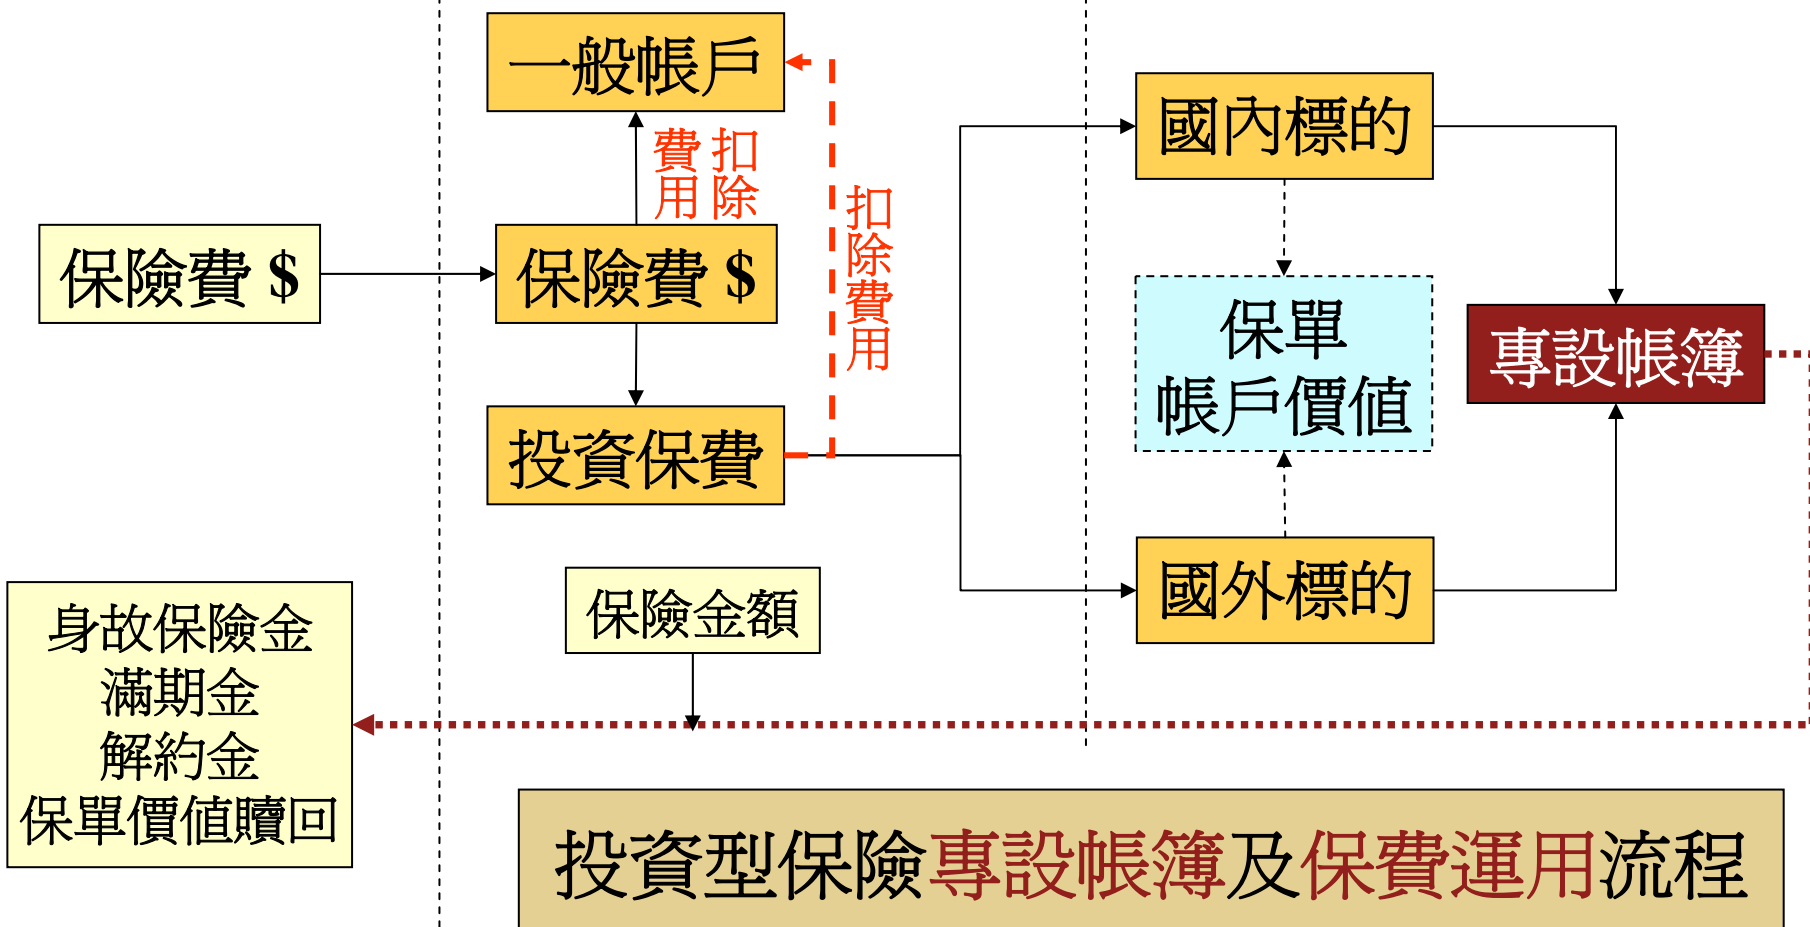 一般帳戶
扣除
費用
扣除費用
保險費 $
保險費 $
投資保費
國內標的
保單
帳戶價值
專設帳簿
國外標的
保險金額
身故保險金
滿期金
解約金
保單價值贖回
投資型保險專設帳簿及保費運用流程